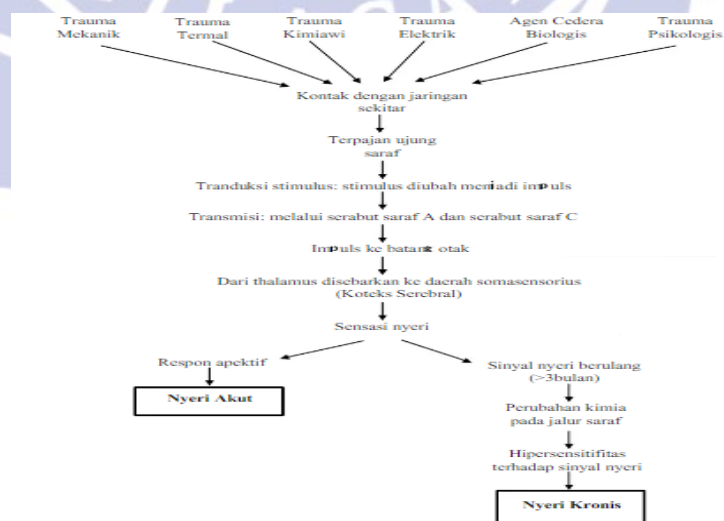 Trauma Mekanik
Trauma Termal
Trauma Kimiawi
Trauma Elektrik
Agen Cedera Biologis
Trauma Psikologis
Kontak dengan jaringan
sekitar
Terpajan ujung
saraf
Tranduksi stimulus: stimulus diubah menjadi impuls
Transmisi: melalui serabut saraf A dan serabut saraf C
Impuls ke batang otak
Dari thalamus disebarkan ke daerah somasensorius
(Koteks Serebral)
Sensasi nyeri
Respon apektif
Nyeri Akut
Sinyal nyeri berulang
(>3bulan)
Perubahan kimia
pada jalur saraf
Hipersensitifitas
terhadap sinyal nyeri
Nyeri Kronis